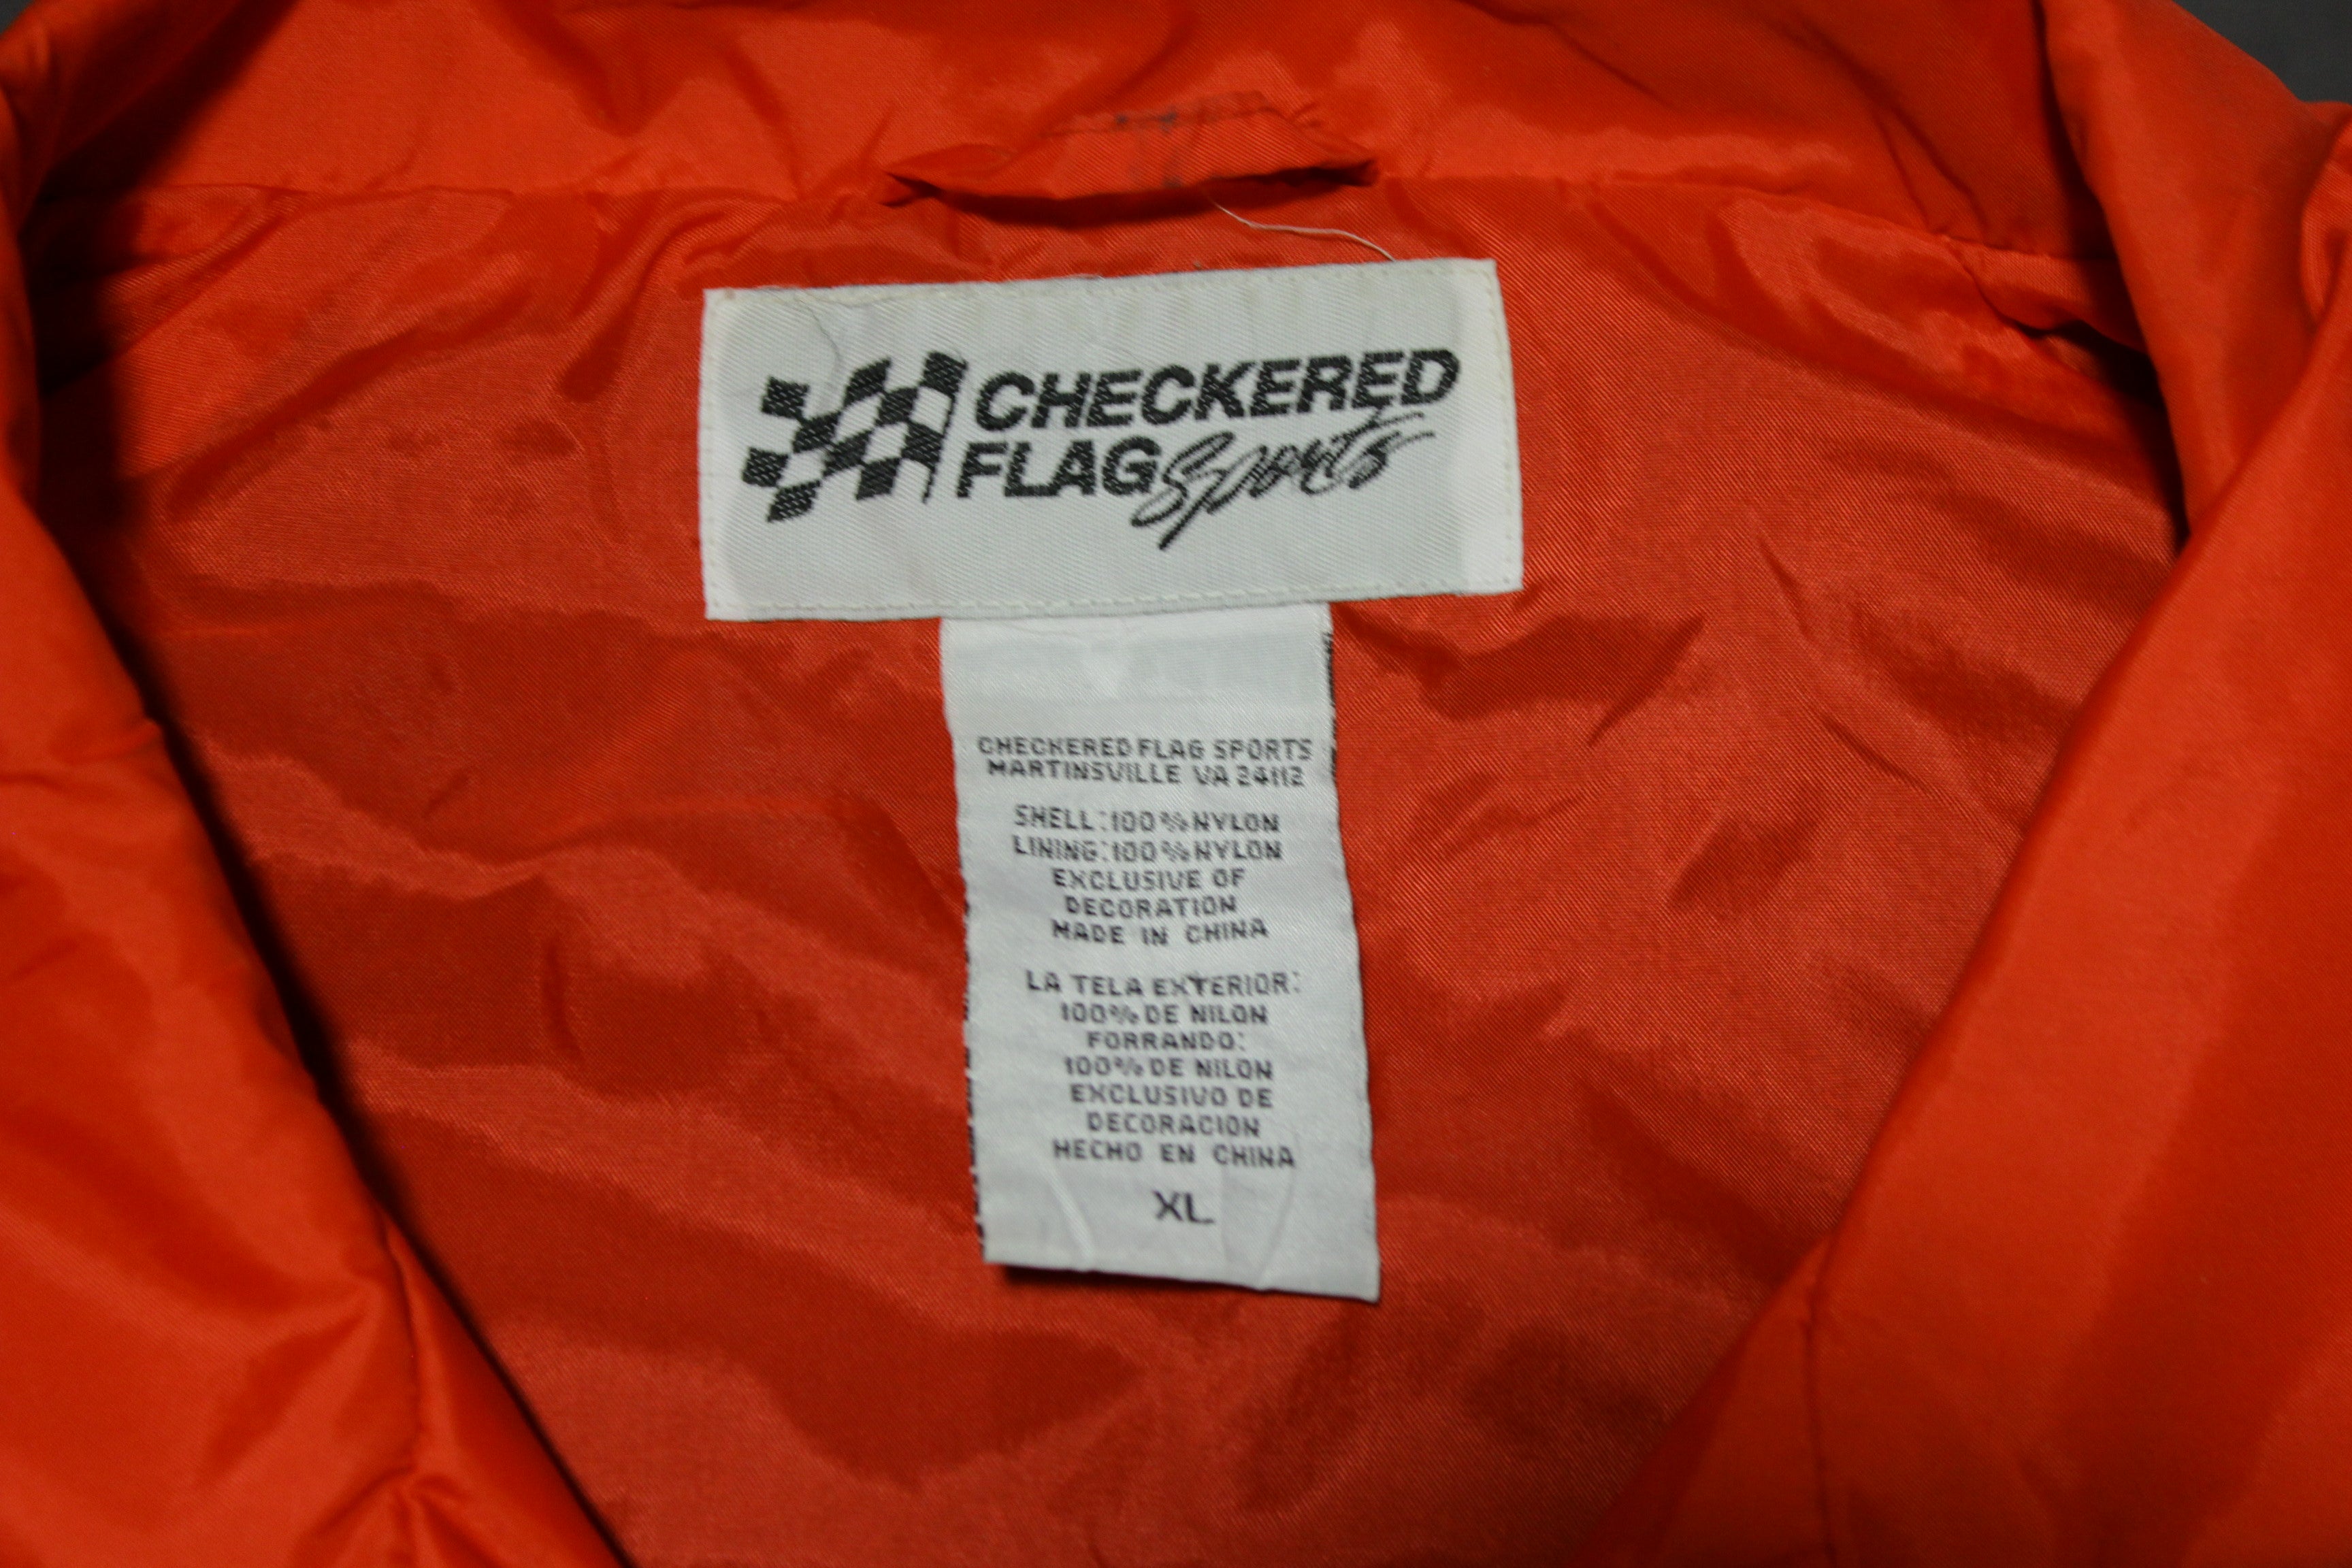 CHECKERED
FLAG Sports
CHECKERED FLAG SPORTS
MARTINSVILLE VA 24112
SHELL:100%NYLON
LINING:100%NYLON
EXCLUSIVE OF
DECORATION
MADE IN CHINA
LA TELA EXTERIOR:
100% DE NILON
FORRANDO:
100% DE NILON
EXCLUSIVO DE
DECORACION
HECHO EN CHINA
XL